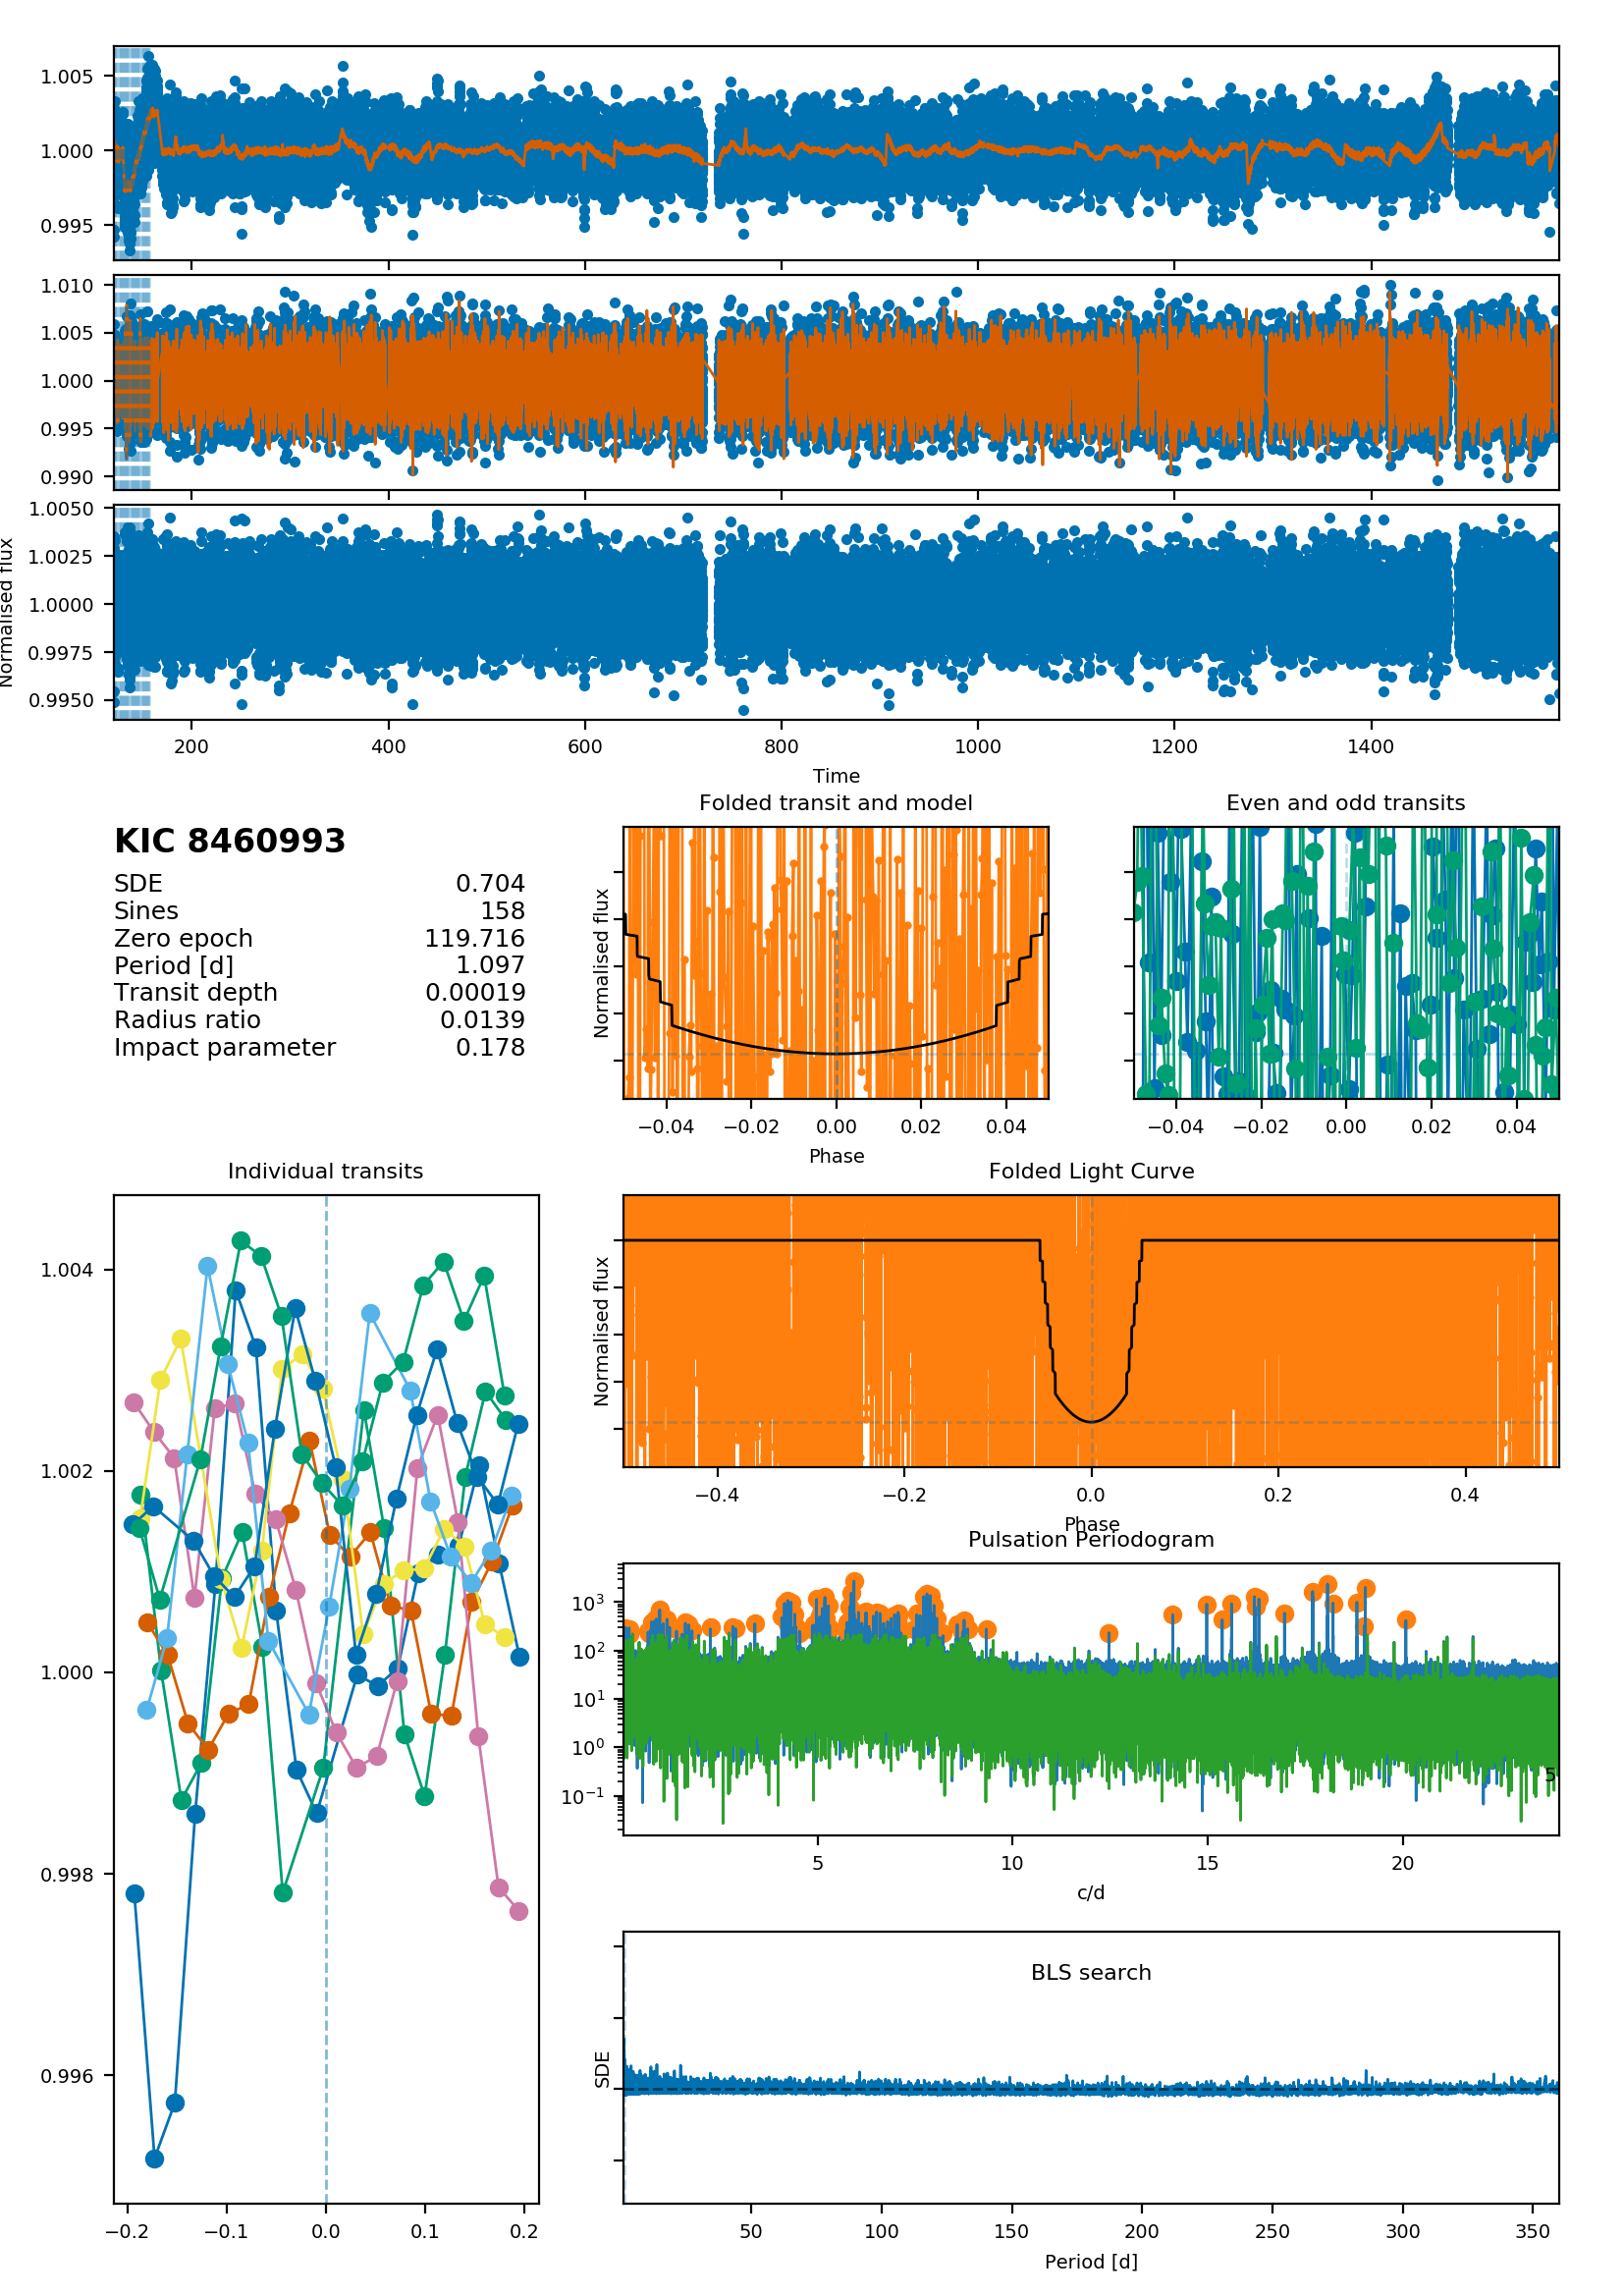 1.005
1.000
0.995
1.010
1.005
1.000
0.995
0.990
1.0050
1.0025
1.0000
0.9975
0.9950
Normalised flux
200 400 600 800 1000 1200 1400
Time
KIC 8460993
SDE 0.704
Sines 158
Zero epoch 119.716
Period [d] 1.097
Transit depth 0.00019
Radius ratio 0.0139
Impact parameter 0.178
Folded transit and model
Normalised flux
−0.04 −0.02 0.00 0.02 0.04
Phase
Even and odd transits
−0.04 −0.02 0.00 0.02 0.04
Individual transits
1.004
1.002
1.000
0.998
0.996
−0.2 −0.1 0.0 0.1 0.2
Folded Light Curve
Normalised flux
−0.4 −0.2 0.0 0.2 0.4
Phase
Pulsation Periodogram
10³
10²
10¹
10⁰
10⁻¹
5
5 10 15 20
c/d
BLS search
SDE
50 100 150 200 250 300 350
Period [d]